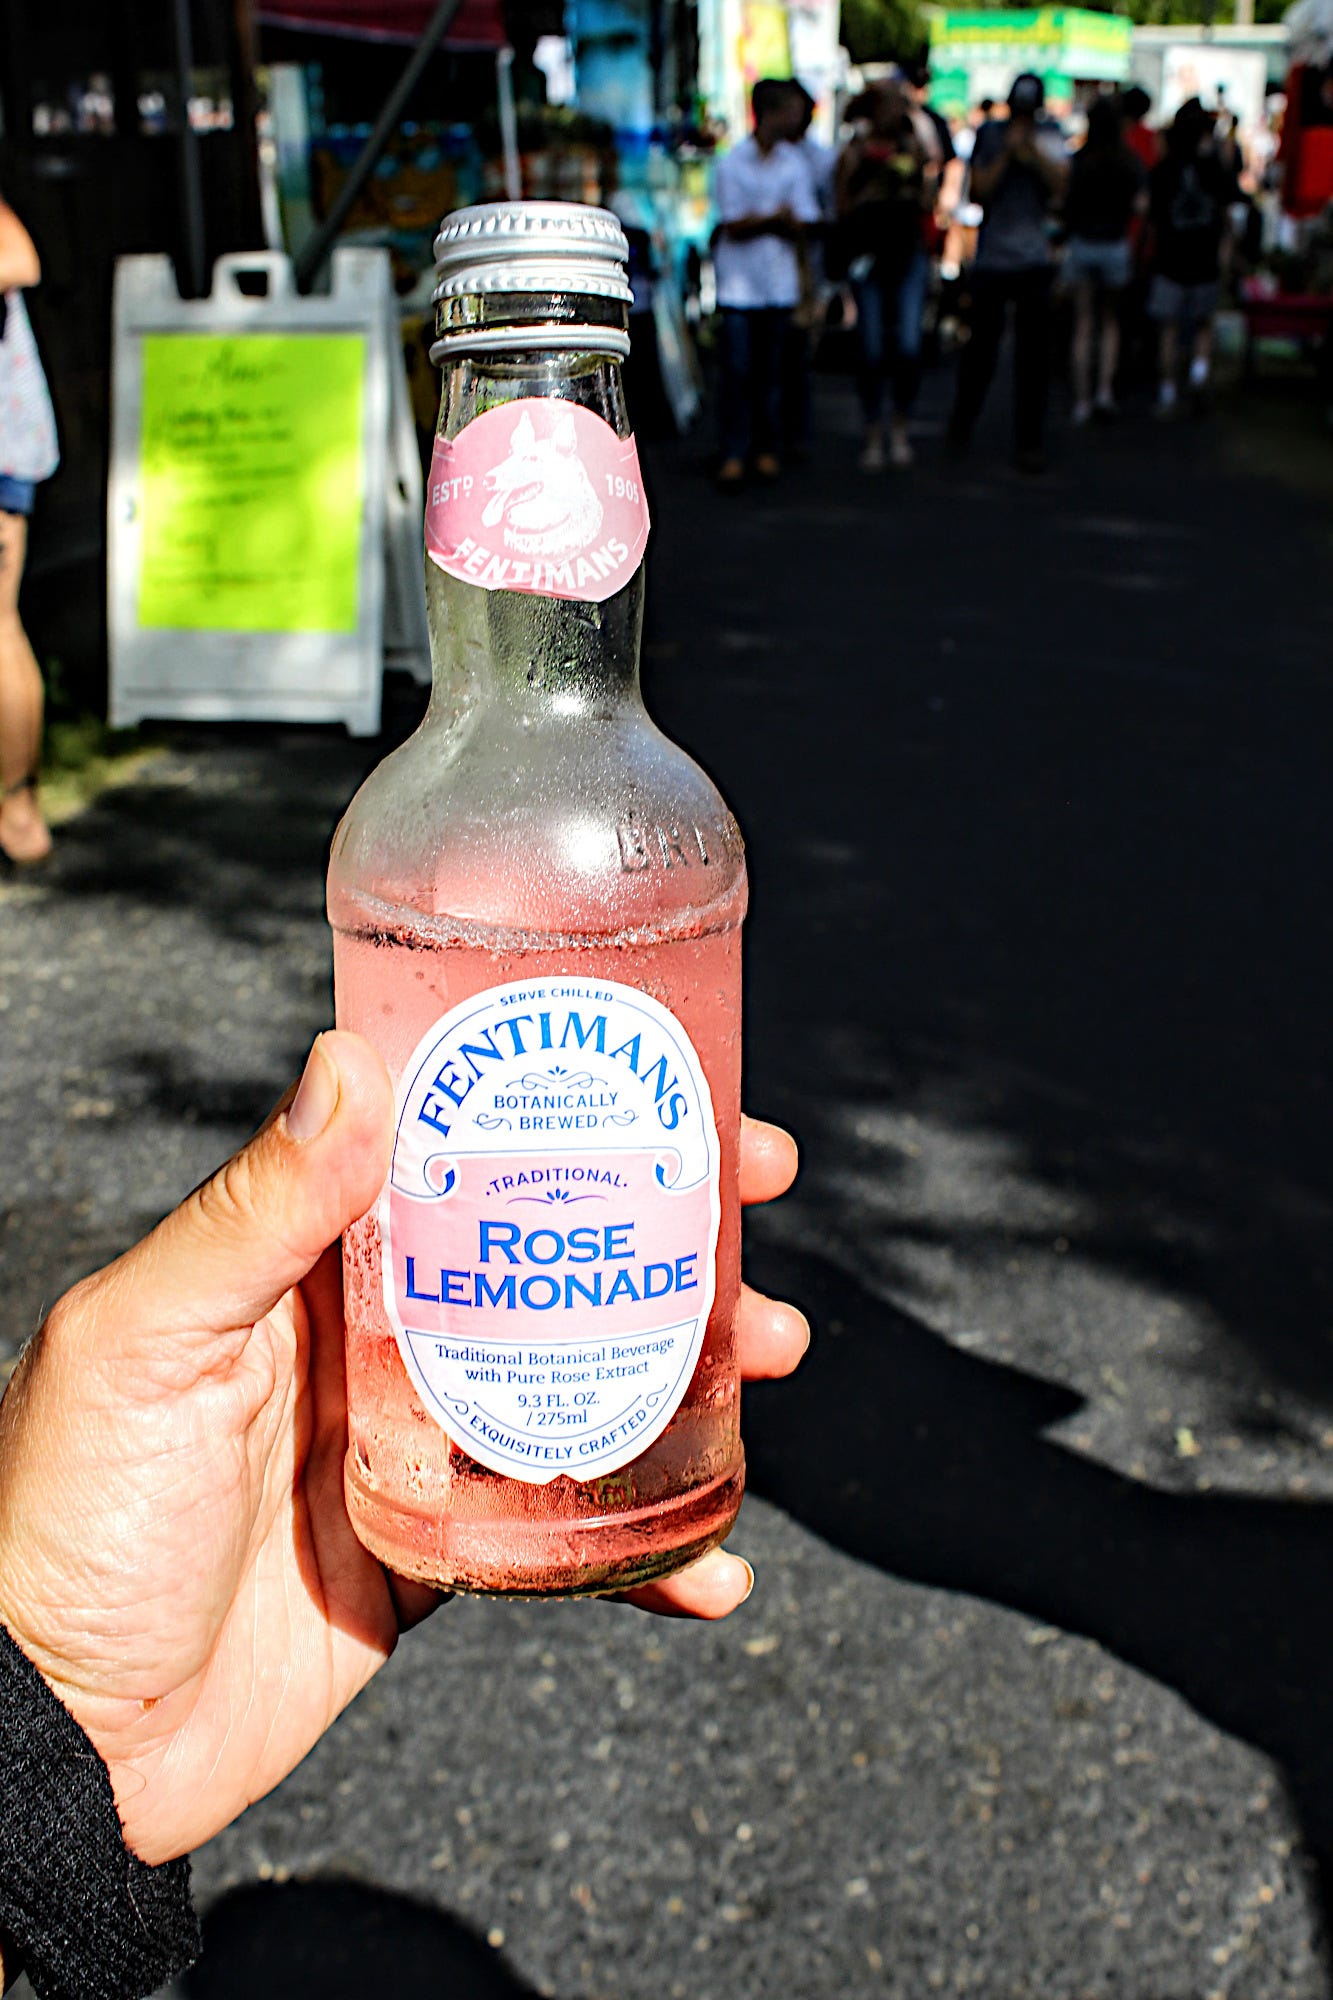 ESTD 1905
FENTIMANS
SERVE CHILLED
FENTIMANS
BOTANICALLY
BREWED
·TRADITIONAL·
ROSE
LEMONADE
Traditional Botanical Beverage
with Pure Rose Extract
9.3 FL. OZ.
/ 275ml
EXQUISITELY CRAFTED